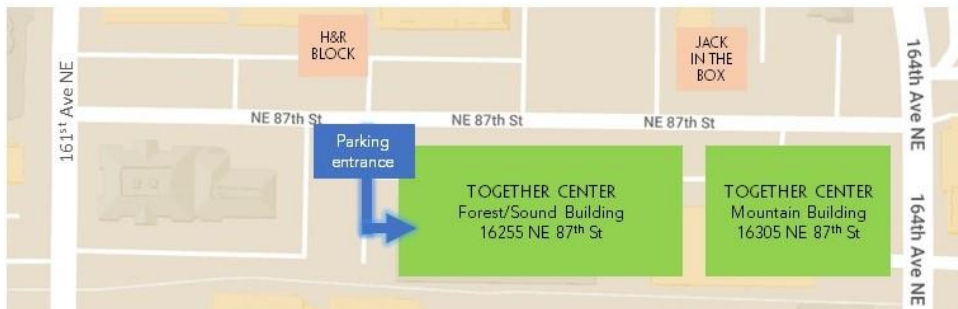 H&R
BLOCK
JACK
IN THE
BOX
161st Ave NE
164th Ave NE
NE 87th St
NE 87th St
NE 87th St
Parking
entrance
TOGETHER CENTER
Forest/Sound Building
16255 NE 87th St
TOGETHER CENTER
Mountain Building
16305 NE 87th St
164th Ave NE